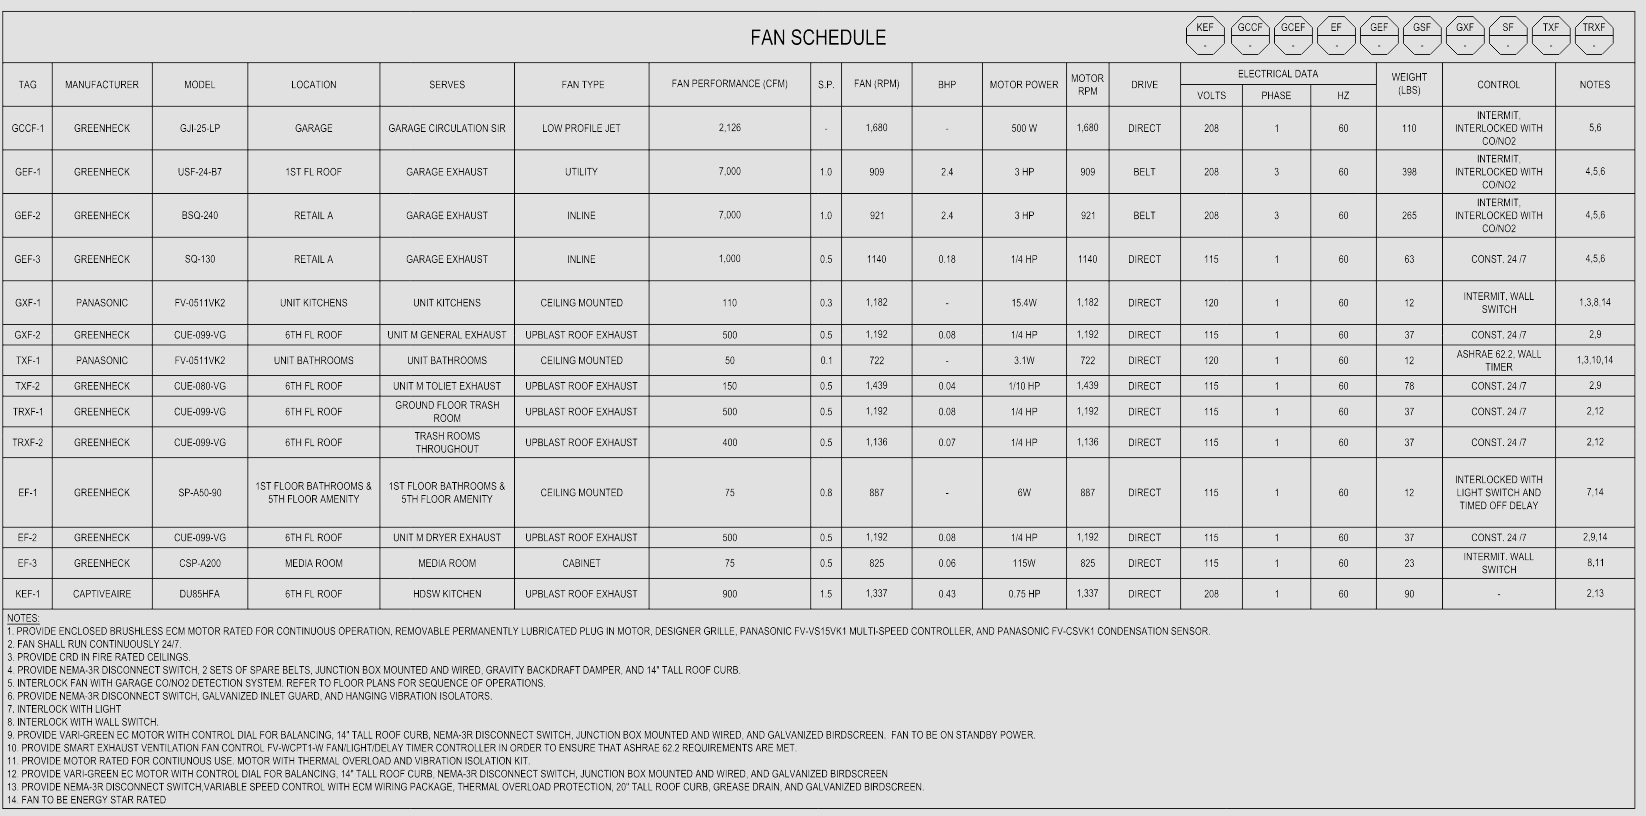 FAN SCHEDULE
KEF GCCF GCEF EF GEF GSF GXF SF TXF TRXF
- - - - - - - - - -
TAG MANUFACTURER MODEL LOCATION SERVES FAN TYPE FAN PERFORMANCE (CFM) S.P. FAN (RPM) BHP MOTOR POWER MOTOR RPM DRIVE ELECTRICAL DATA VOLTS PHASE HZ WEIGHT (LBS) CONTROL NOTES
GCCF-1 GREENHECK GJI-25-LP GARAGE GARAGE CIRCULATION SIR LOW PROFILE JET 2,126 - 1,680 - 500 W 1,680 DIRECT 208 1 60 110 INTERMIT, INTERLOCKED WITH CO/NO2 5,6
GEF-1 GREENHECK USF-24-B7 1ST FL ROOF GARAGE EXHAUST UTILITY 7,000 1.0 909 2.4 3 HP 909 BELT 208 3 60 398 INTERMIT, INTERLOCKED WITH CO/NO2 4,5,6
GEF-2 GREENHECK BSQ-240 RETAIL A GARAGE EXHAUST INLINE 7,000 1.0 921 2.4 3 HP 921 BELT 208 3 60 265 INTERMIT, INTERLOCKED WITH CO/NO2 4,5,6
GEF-3 GREENHECK SQ-130 RETAIL A GARAGE EXHAUST INLINE 1,000 0.5 1140 0.18 1/4 HP 1140 DIRECT 115 1 60 63 CONST. 24 /7 4,5,6
GXF-1 PANASONIC FV-0511VK2 UNIT KITCHENS UNIT KITCHENS CEILING MOUNTED 110 0.3 1,182 - 15.4W 1,182 DIRECT 120 1 60 12 INTERMIT, WALL SWITCH 1,3,8,14
GXF-2 GREENHECK CUE-099-VG 6TH FL ROOF UNIT M GENERAL EXHAUST UPBLAST ROOF EXHAUST 500 0.5 1,192 0.08 1/4 HP 1,192 DIRECT 115 1 60 37 CONST. 24 /7 2,9
TXF-1 PANASONIC FV-0511VK2 UNIT BATHROOMS UNIT BATHROOMS CEILING MOUNTED 50 0.1 722 - 3.1W 722 DIRECT 120 1 60 12 ASHRAE 62.2, WALL TIMER 1,3,10,14
TXF-2 GREENHECK CUE-080-VG 6TH FL ROOF UNIT M TOLIET EXHAUST UPBLAST ROOF EXHAUST 150 0.5 1,439 0.04 1/10 HP 1,439 DIRECT 115 1 60 78 CONST. 24 /7 2,9
TRXF-1 GREENHECK CUE-099-VG 6TH FL ROOF GROUND FLOOR TRASH ROOM UPBLAST ROOF EXHAUST 500 0.5 1,192 0.08 1/4 HP 1,192 DIRECT 115 1 60 37 CONST. 24 /7 2,12
TRXF-2 GREENHECK CUE-099-VG 6TH FL ROOF TRASH ROOMS THROUGHOUT UPBLAST ROOF EXHAUST 400 0.5 1,136 0.07 1/4 HP 1,136 DIRECT 115 1 60 37 CONST. 24 /7 2,12
EF-1 GREENHECK SP-A50-90 1ST FLOOR BATHROOMS & 5TH FLOOR AMENITY 1ST FLOOR BATHROOMS & 5TH FLOOR AMENITY CEILING MOUNTED 75 0.8 887 - 6W 887 DIRECT 115 1 60 12 INTERLOCKED WITH LIGHT SWITCH AND TIMED OFF DELAY 7,14
EF-2 GREENHECK CUE-099-VG 6TH FL ROOF UNIT M DRYER EXHAUST UPBLAST ROOF EXHAUST 500 0.5 1,192 0.08 1/4 HP 1,192 DIRECT 115 1 60 37 CONST. 24 /7 2,9,14
EF-3 GREENHECK CSP-A200 MEDIA ROOM MEDIA ROOM CABINET 75 0.5 825 0.06 115W 825 DIRECT 115 1 60 23 INTERMIT. WALL SWITCH 8,11
KEF-1 CAPTIVEAIRE DU85HFA 6TH FL ROOF HDSW KITCHEN UPBLAST ROOF EXHAUST 900 1.5 1,337 0.43 0.75 HP 1,337 DIRECT 208 1 60 90 - 2,13
NOTES:
1. PROVIDE ENCLOSED BRUSHLESS ECM MOTOR RATED FOR CONTINUOUS OPERATION, REMOVABLE PERMANENTLY LUBRICATED PLUG IN MOTOR, DESIGNER GRILLE, PANASONIC FV-VS15VK1 MULTI-SPEED CONTROLLER, AND PANASONIC FV-CSVK1 CONDENSATION SENSOR.
2. FAN SHALL RUN CONTINUOUSLY 24/7.
3. PROVIDE CRD IN FIRE RATED CEILINGS.
4. PROVIDE NEMA-3R DISCONNECT SWITCH, 2 SETS OF SPARE BELTS, JUNCTION BOX MOUNTED AND WIRED, GRAVITY BACKDRAFT DAMPER, AND 14" TALL ROOF CURB.
5. INTERLOCK FAN WITH GARAGE CO/NO2 DETECTION SYSTEM. REFER TO FLOOR PLANS FOR SEQUENCE OF OPERATIONS.
6. PROVIDE NEMA-3R DISCONNECT SWITCH, GALVANIZED INLET GUARD, AND HANGING VIBRATION ISOLATORS.
7. INTERLOCK WITH LIGHT
8. INTERLOCK WITH WALL SWITCH.
9. PROVIDE VARI-GREEN EC MOTOR WITH CONTROL DIAL FOR BALANCING, 14" TALL ROOF CURB, NEMA-3R DISCONNECT SWITCH, JUNCTION BOX MOUNTED AND WIRED, AND GALVANIZED BIRDSCREEN. FAN TO BE ON STANDBY POWER.
10. PROVIDE SMART EXHAUST VENTILATION FAN CONTROL FV-WCPT1-W FAN/LIGHT/DELAY TIMER CONTROLLER IN ORDER TO ENSURE THAT ASHRAE 62.2 REQUIREMENTS ARE MET.
11. PROVIDE MOTOR RATED FOR CONTIUNOUS USE. MOTOR WITH THERMAL OVERLOAD AND VIBRATION ISOLATION KIT.
12. PROVIDE VARI-GREEN EC MOTOR WITH CONTROL DIAL FOR BALANCING, 14" TALL ROOF CURB, NEMA-3R DISCONNECT SWITCH, JUNCTION BOX MOUNTED AND WIRED, AND GALVANIZED BIRDSCREEN
13. PROVIDE NEMA-3R DISCONNECT SWITCH,VARIABLE SPEED CONTROL WITH ECM WIRING PACKAGE, THERMAL OVERLOAD PROTECTION, 20" TALL ROOF CURB, GREASE DRAIN, AND GALVANIZED BIRDSCREEN.
14. FAN TO BE ENERGY STAR RATED